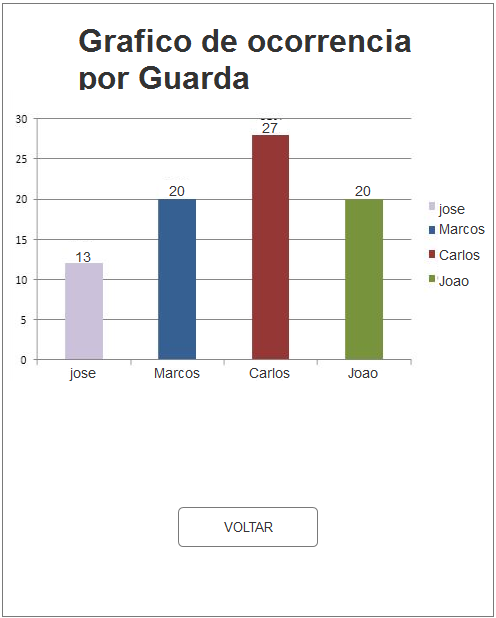 Grafico de ocorrencia
por Guarda
30
27
25
20
20
20
15
13
10
5
0
jose
Marcos
Carlos
Joao
jose
Marcos
Carlos
Joao
VOLTAR